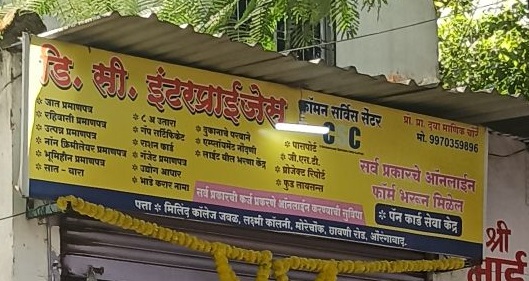 डि. सी. इंटरप्राईजेस
कॉमन सर्विस सेंटर
C C
मो. 9970359896
* जात प्रमाणपत्र
* रहिवासी प्रमाणपत्र
* उत्पन्न प्रमाणपत्र
* नॉन क्रिमीलेयर प्रमाणपत्र
* भूमिहीन प्रमाणपत्र
* सात - बारा
* ८ अ उतारा
* गॅप सर्टिफिकेट
* राशन कार्ड
* गॅजेट प्रमाणपत्र
* उद्योग आधार
* भाडे करार नामा
* दुकानाचे परवाने
* एम्प्लॉयमेंट नोंदणी
* लाईट बील भरणा केंद्र
* पासपोर्ट
* जी.एस.टी.
* प्रोजेक्ट रिपोर्ट
* फुड लायसन्स
सर्व प्रकारचे ऑनलाईन
फॉर्म भरून मिळेल
* पॅन कार्ड सेवा केंद्र
सर्व प्रकारची कर्ज प्रकरणे ऑनलाईन करण्याची सुविधा
पत्ता : मिलिंद कॉलेज जवळ, लक्ष्मी कॉलनी, मोरेचौक, छावणी रोड, औरंगाबाद.
श्री